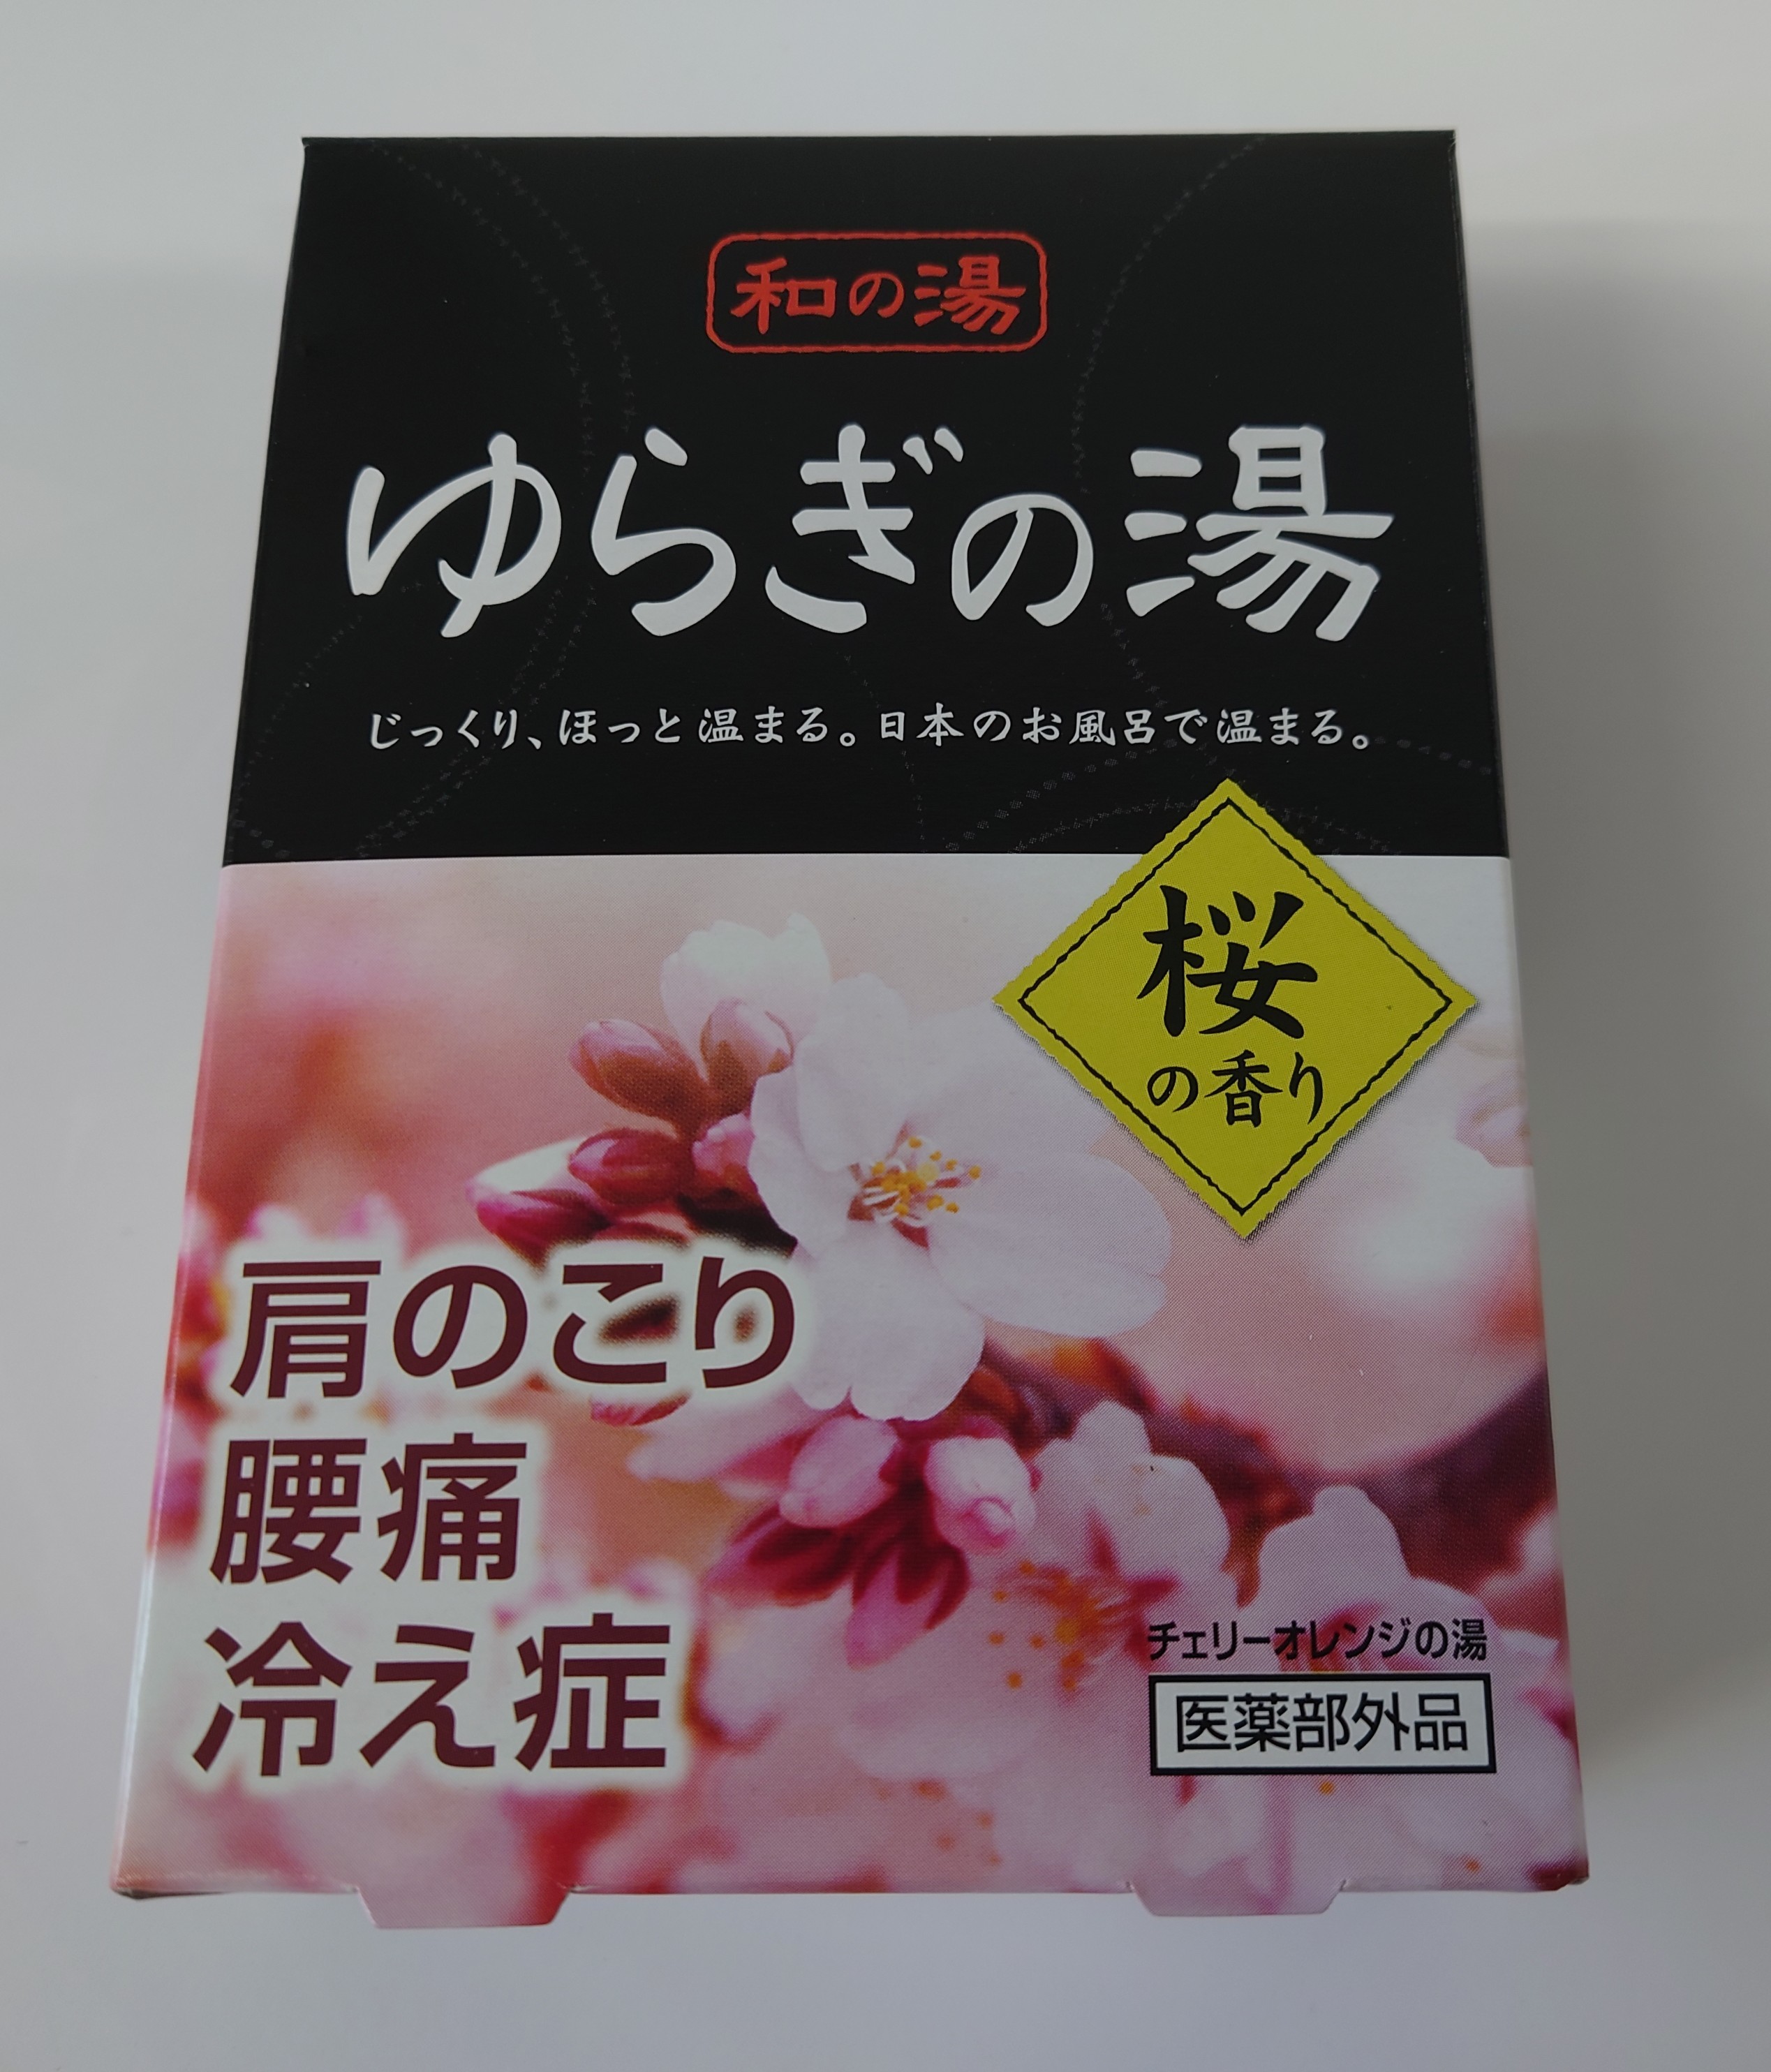 和の湯
ゆらぎの湯
じっくり、ほっと温まる。日本のお風呂で温まる。
桜
の香り
肩のこり
腰痛
冷え症
チェリーオレンジの湯
医薬部外品